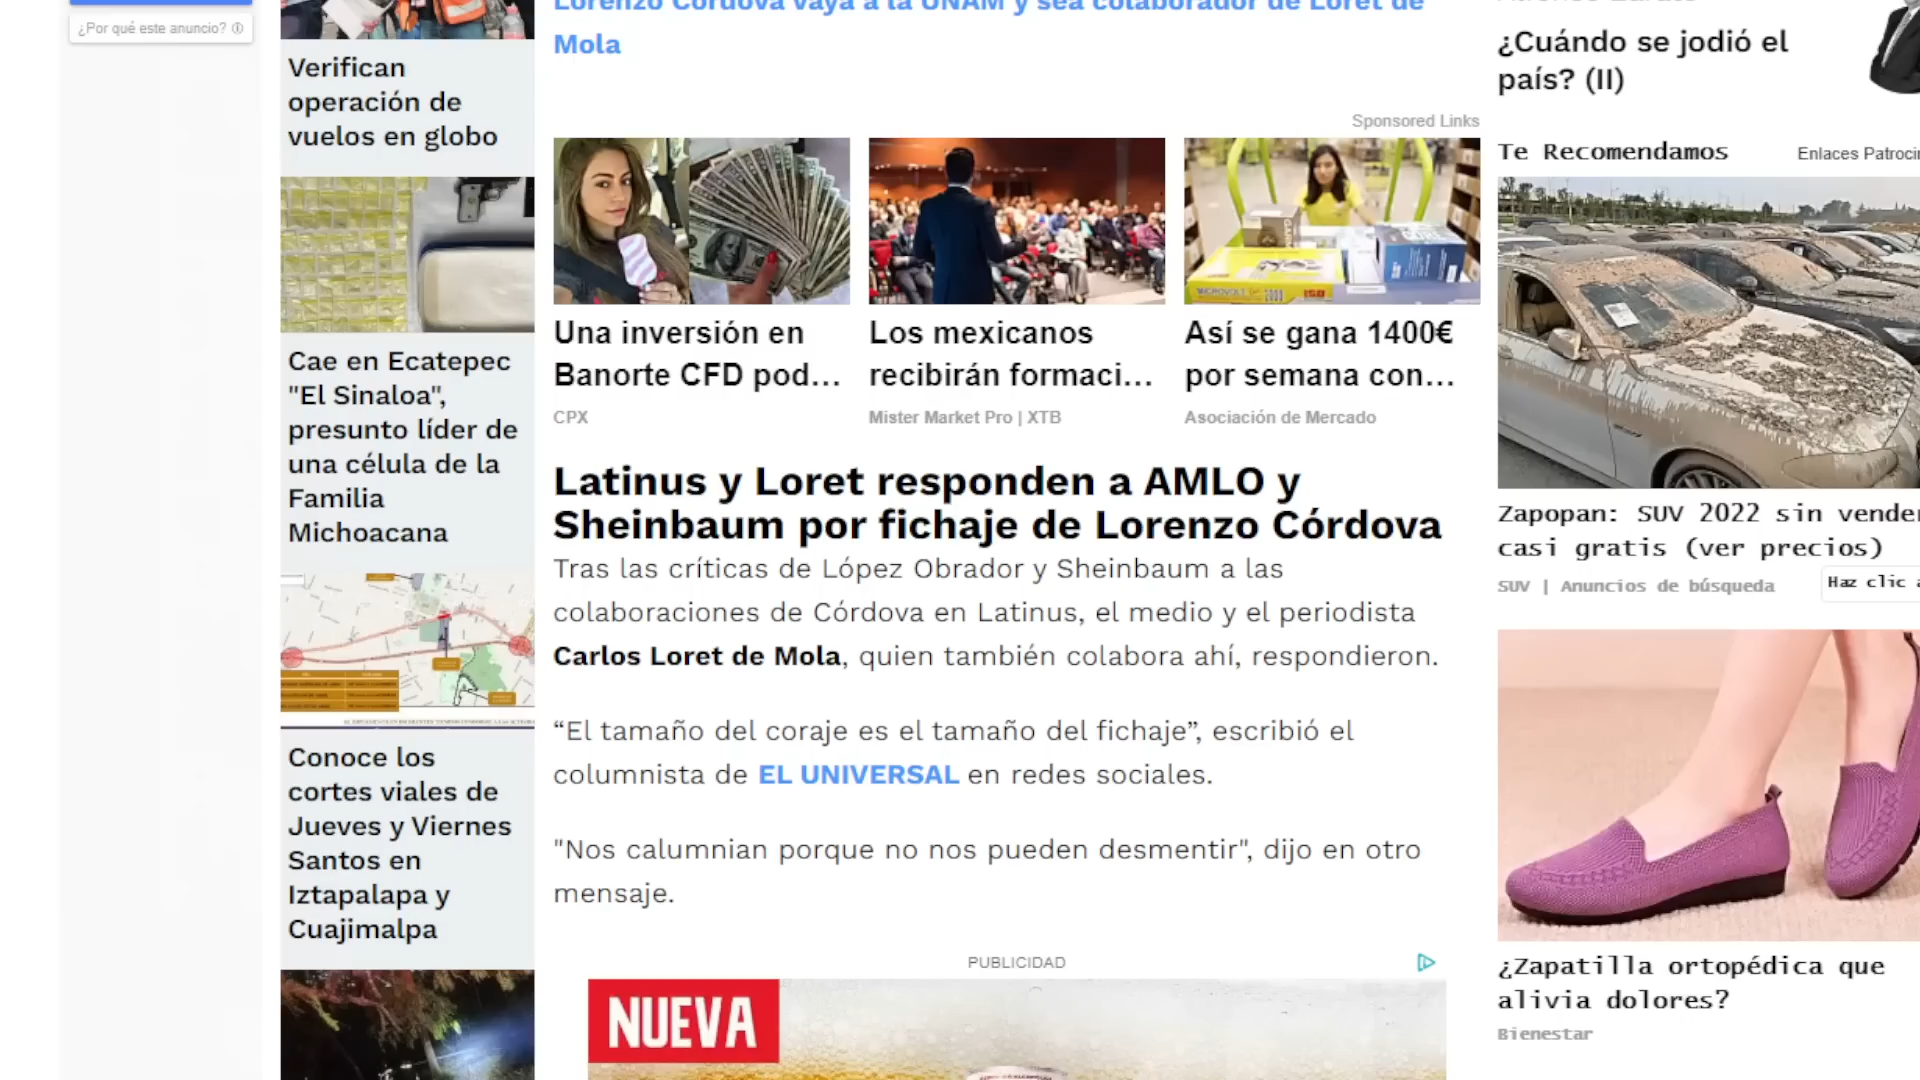 ¿Por qué este anuncio?
Verifican
operación de
vuelos en globo
Cae en Ecatepec
"El Sinaloa",
presunto líder de
una célula de la
Familia
Michoacana
Conoce los
cortes viales de
Jueves y Viernes
Santos en
Iztapalapa y
Cuajimalpa
Lorenzo Córdova vaya a la UNAM y sea colaborador de Loret de
Mola
Sponsored Links
Una inversión en
Banorte CFD pod...
CPX
Los mexicanos
recibirán formaci...
Mister Market Pro | XTB
Así se gana 1400€
por semana con...
Asociación de Mercado
Latinus y Loret responden a AMLO y
Sheinbaum por fichaje de Lorenzo Córdova
Tras las críticas de López Obrador y Sheinbaum a las
colaboraciones de Córdova en Latinus, el medio y el periodista
Carlos Loret de Mola, quien también colabora ahí, respondieron.
“El tamaño del coraje es el tamaño del fichaje”, escribió el
columnista de EL UNIVERSAL en redes sociales.
"Nos calumnian porque no nos pueden desmentir", dijo en otro
mensaje.
PUBLICIDAD
NUEVA
¿Cuándo se jodió el
país? (II)
Te Recomendamos
Enlaces
Zapopan: SUV 2022 sin
casi gratis (ver precios)
SUV | Anuncios de búsqueda
Haz clic
¿Zapatilla ortopédica que
alivia dolores?
Bienestar